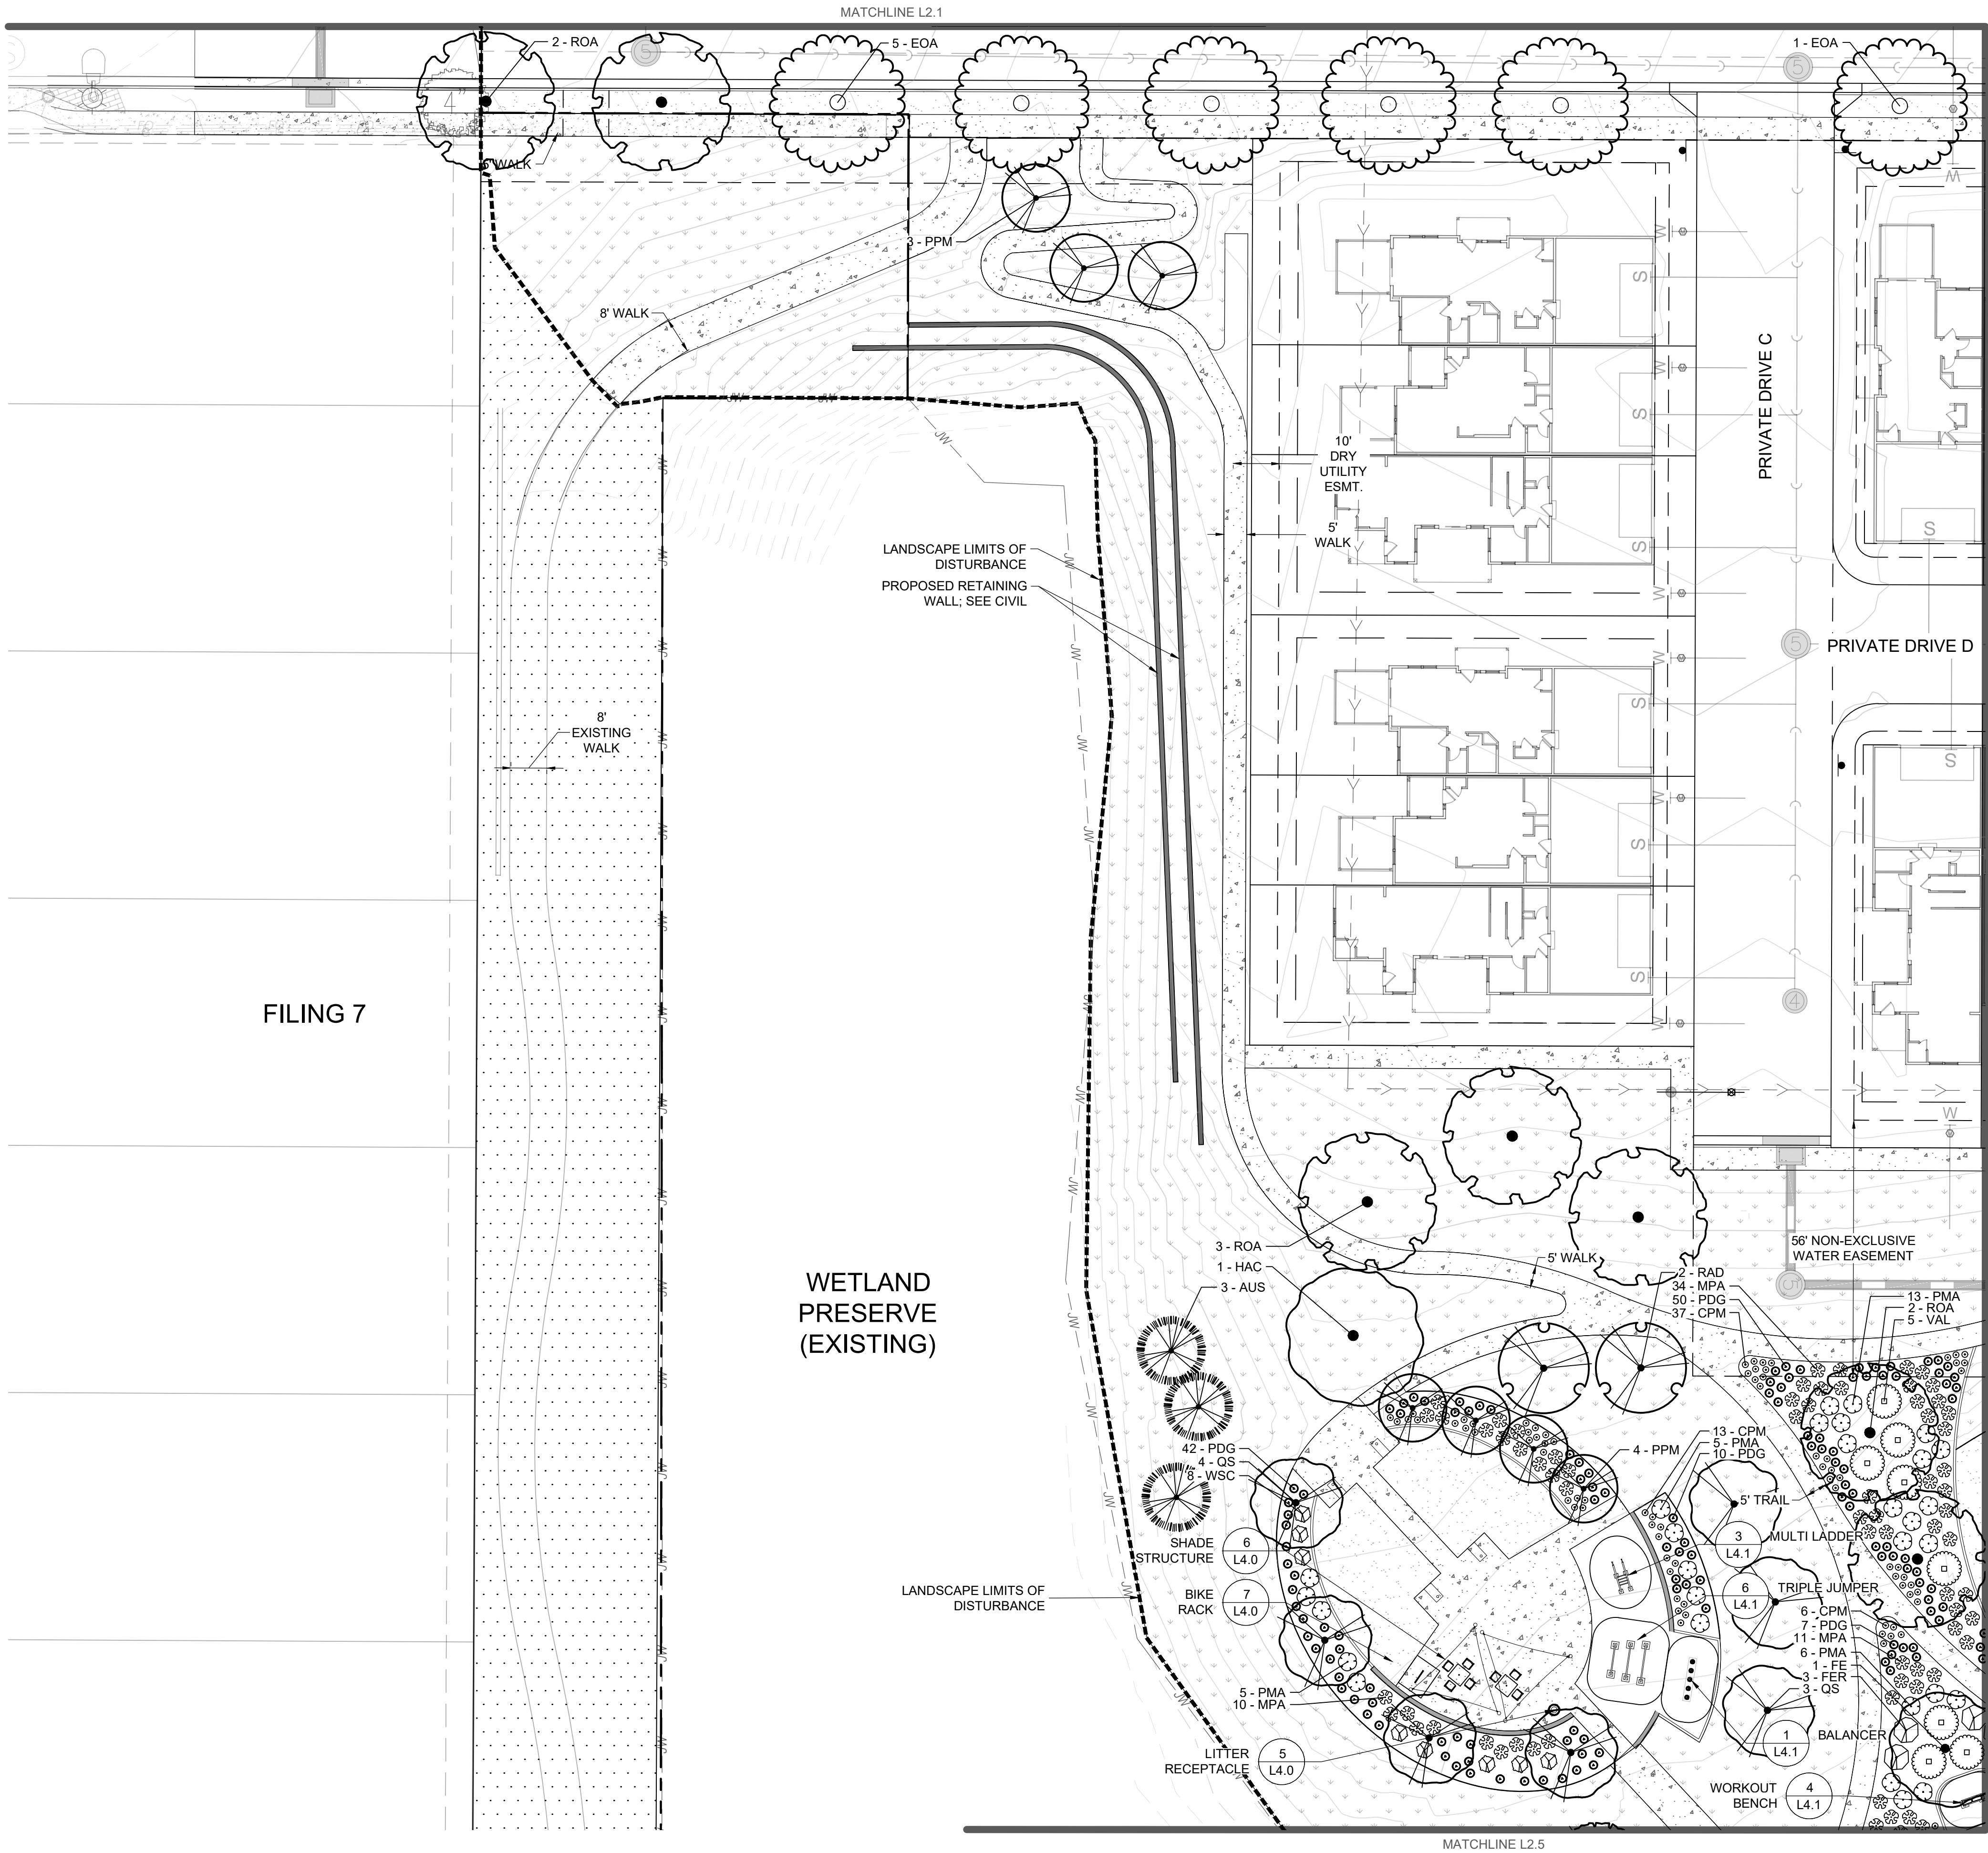 MATCHLINE L2.1
2 - ROA
5
5 - EOA
1 - EOA
5
4"
6' WALK
3 - PPM
8' WALK
PRIVATE DRIVE C
10'
DRY
UTILITY
ESMT.
5'
WALK
LANDSCAPE LIMITS OF
DISTURBANCE
PROPOSED RETAINING
WALL; SEE CIVIL
5
PRIVATE DRIVE D
8'
EXISTING
WALK
FILING 7
4
WETLAND
PRESERVE
(EXISTING)
3 - ROA
1 - HAC
3 - AUS
5' WALK
56' NON-EXCLUSIVE
WATER EASEMENT
2 - RAD
34 - MPA
50 - PDG
37 - CPM
13 - PMA
2 - ROA
5 - VAL
42 - PDG
4 - QS
8 - WSC
4 - PPM
13 - CPM
5 - PMA
10 - PDG
5' TRAIL
SHADE
STRUCTURE
6
L4.0
3
L4.1
MULTI LADDER
BIKE
RACK
7
L4.0
6
L4.1
TRIPLE JUMPER
LANDSCAPE LIMITS OF
DISTURBANCE
6 - CPM
7 - PDG
11 - MPA
6 - PMA
1 - FE
3 - FER
3 - QS
5 - PMA
10 - MPA
1
L4.1
BALANCER
LITTER
RECEPTACLE
5
L4.0
WORKOUT
BENCH
4
L4.1
MATCHLINE L2.5
JW
S
W